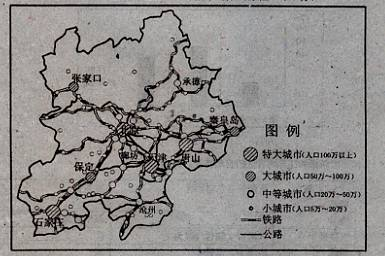 张家口
承德
秦皇岛
北京
廊坊
天津
唐山
保定
沧州
石家庄
图例
特大城市(人口100万以上)
大城市(人口50万~100万)
中等城市(人口20万~50万)
小城市(人口5万~20万)
铁路
公路